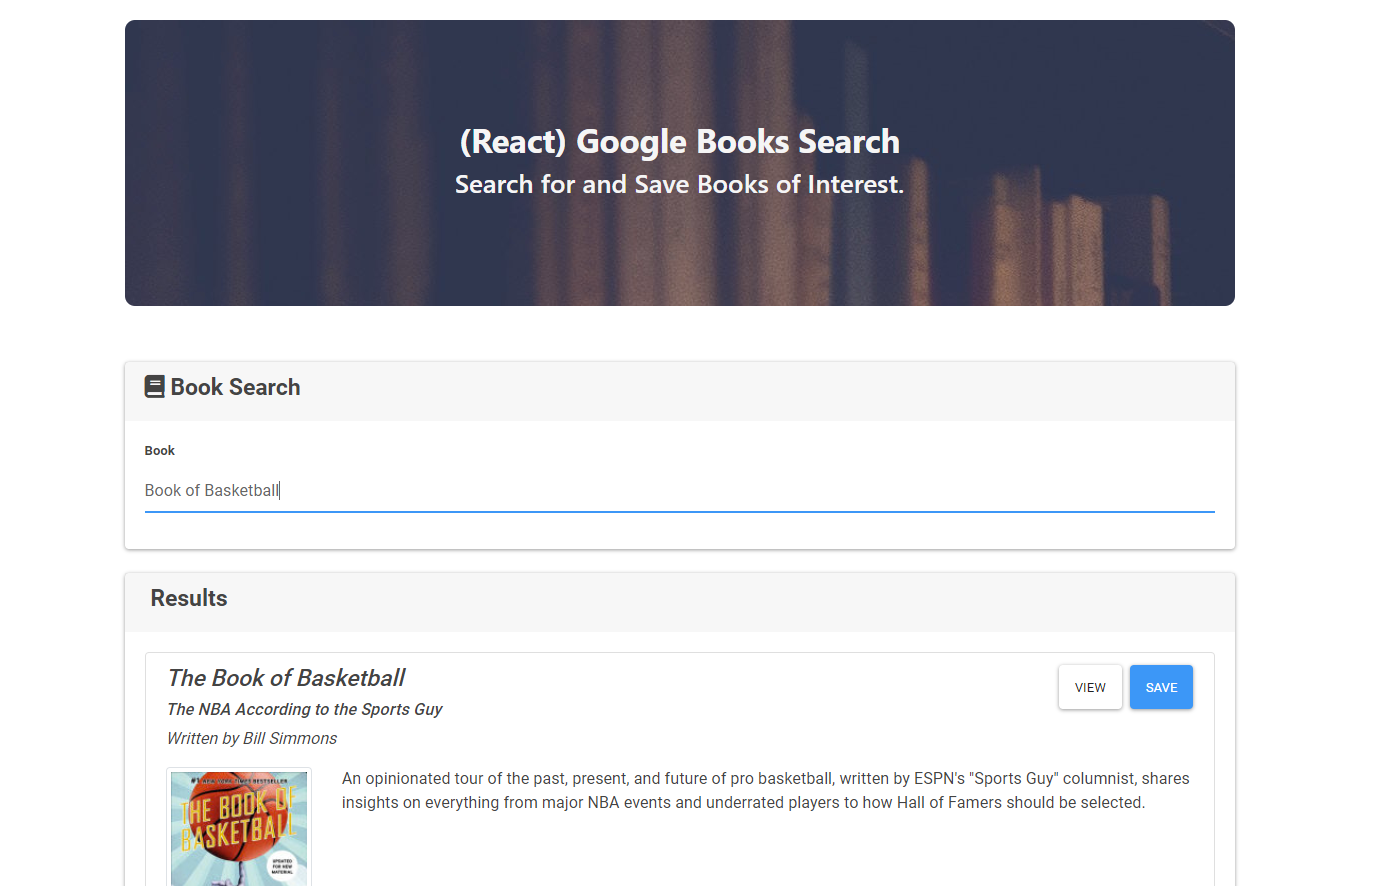 (React) Google Books Search
Search for and Save Books of Interest.
Book Search
Book
Book of Basketball
Results
The Book of Basketball
VIEW
SAVE
The NBA According to the Sports Guy
Written by Bill Simmons
An opinionated tour of the past, present, and future of pro basketball, written by ESPN's "Sports Guy" columnist, shares
insights on everything from major NBA events and underrated players to how Hall of Famers should be selected.
#1 NEW YORK TIMES BESTSELLER
THE BOOK OF
BASKETBALL
UPDATED
FOR NEW
MATERIAL